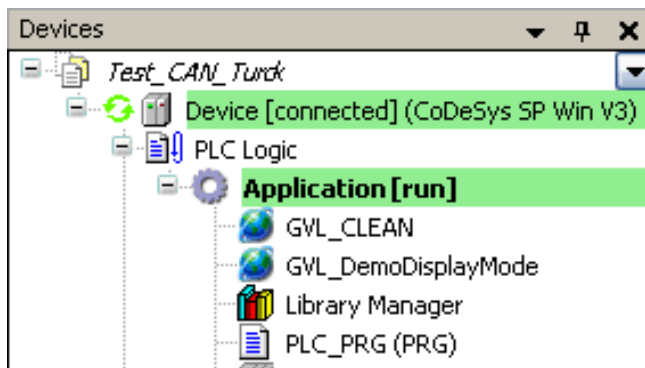 Devices
Test_CAN_Turck
Device [connected] (CoDeSys SP Win V3)
PLC Logic
Application [run]
GVL_CLEAN
GVL_DemoDisplayMode
Library Manager
PLC_PRG (PRG)